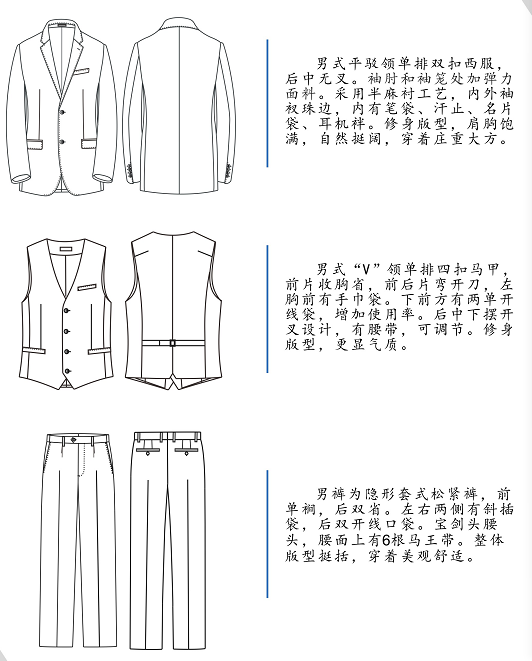 男式平驳领单排双扣西服，
后中无叉。袖肘和袖笼处加弹力
面料。采用半麻衬工艺，内外袖
衩珠边，内有笔袋、汗止、名片
袋、耳机袢。修身版型，肩胸饱
满，自然挺阔，穿着庄重大方。
男式“V”领单排四扣马甲，
前片收胸省，前后片弯开刀，左
胸前有手巾袋。下前方有两单开
线袋，增加使用率。后中下摆开
叉设计，有腰带，可调节。修身
版型，更显气质。
男裤为隐形套式松紧裤，前
单裥，后双省。左右两侧有斜插
袋，后双开线口袋。宝剑头腰
头，腰面上有6根马王带。整体
版型挺括，穿着美观舒适。